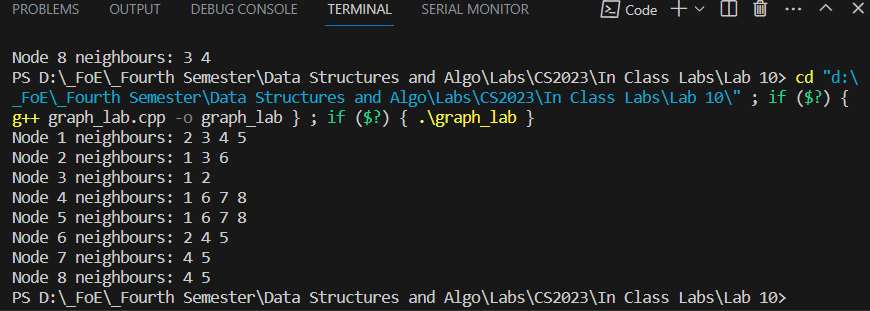 PROBLEMS OUTPUT DEBUG CONSOLE TERMINAL SERIAL MONITOR Code
Node 8 neighbours: 3 4
PS D:\_FoE\_Fourth Semester\Data Structures and Algo\Labs\CS2023\In Class Labs\Lab 10> cd "d:\
_FoE\_Fourth Semester\Data Structures and Algo\Labs\CS2023\In Class Labs\Lab 10\" ; if ($?) {
g++ graph_lab.cpp -o graph_lab } ; if ($?) { .\graph_lab }
Node 1 neighbours: 2 3 4 5
Node 2 neighbours: 1 3 6
Node 3 neighbours: 1 2
Node 4 neighbours: 1 6 7 8
Node 5 neighbours: 1 6 7 8
Node 6 neighbours: 2 4 5
Node 7 neighbours: 4 5
Node 8 neighbours: 4 5
PS D:\_FoE\_Fourth Semester\Data Structures and Algo\Labs\CS2023\In Class Labs\Lab 10>